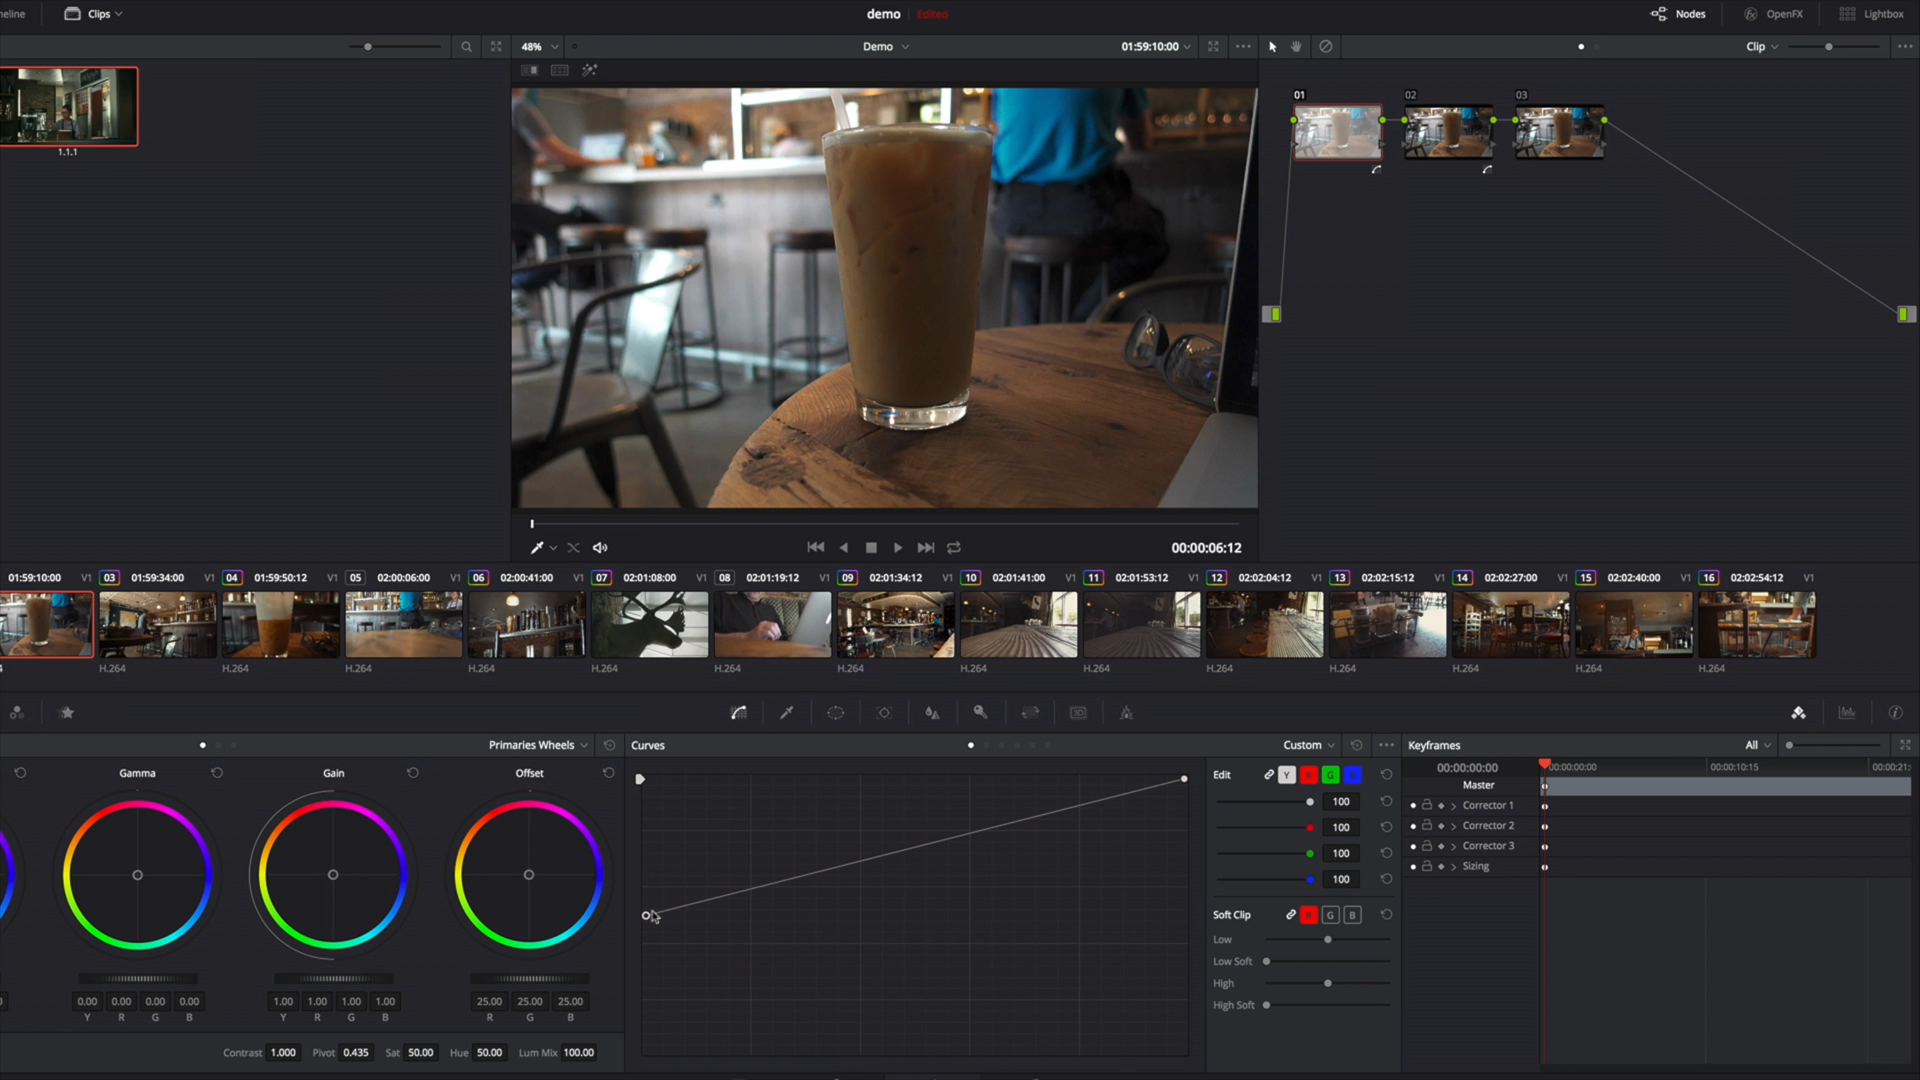 eline Clips demo Edited Nodes OpenFX Lightbox
48% Demo 01:59:10:00 Clip
01 02 03
1.1.1
00:00:06:12
01:59:10:00 V1 03 01:59:34:00 V1 04 01:59:50:12 V1 05 02:00:06:00 V1 06 02:00:41:00 V1 07 02:01:08:00 V1 08 02:01:19:12 V1 09 02:01:34:12 V1 10 02:01:41:00 V1 11 02:01:53:12 V1 12 02:02:04:12 V1 13 02:02:15:12 V1 14 02:02:27:00 V1 15 02:02:40:00 V1 16 02:02:54:12 V1
4 H.264 H.264 H.264 H.264 H.264 H.264 H.264 H.264 H.264 H.264 H.264 H.264 H.264 H.264
Primaries Wheels
Gamma Gain Offset
0.00 0.00 0.00 0.00 1.00 1.00 1.00 1.00 25.00 25.00 25.00
Y R G B Y R G B R G B
Contrast 1.000 Pivot 0.435 Sat 50.00 Hue 50.00 Lum Mix 100.00
Curves Custom
Edit Y R G B
100
100
100
100
Soft Clip R G B
Low
Low Soft
High
High Soft
Keyframes All
00:00:00:00 00:00:00:00 00:00:10:15 00:00:21:
Master
Corrector 1
Corrector 2
Corrector 3
Sizing